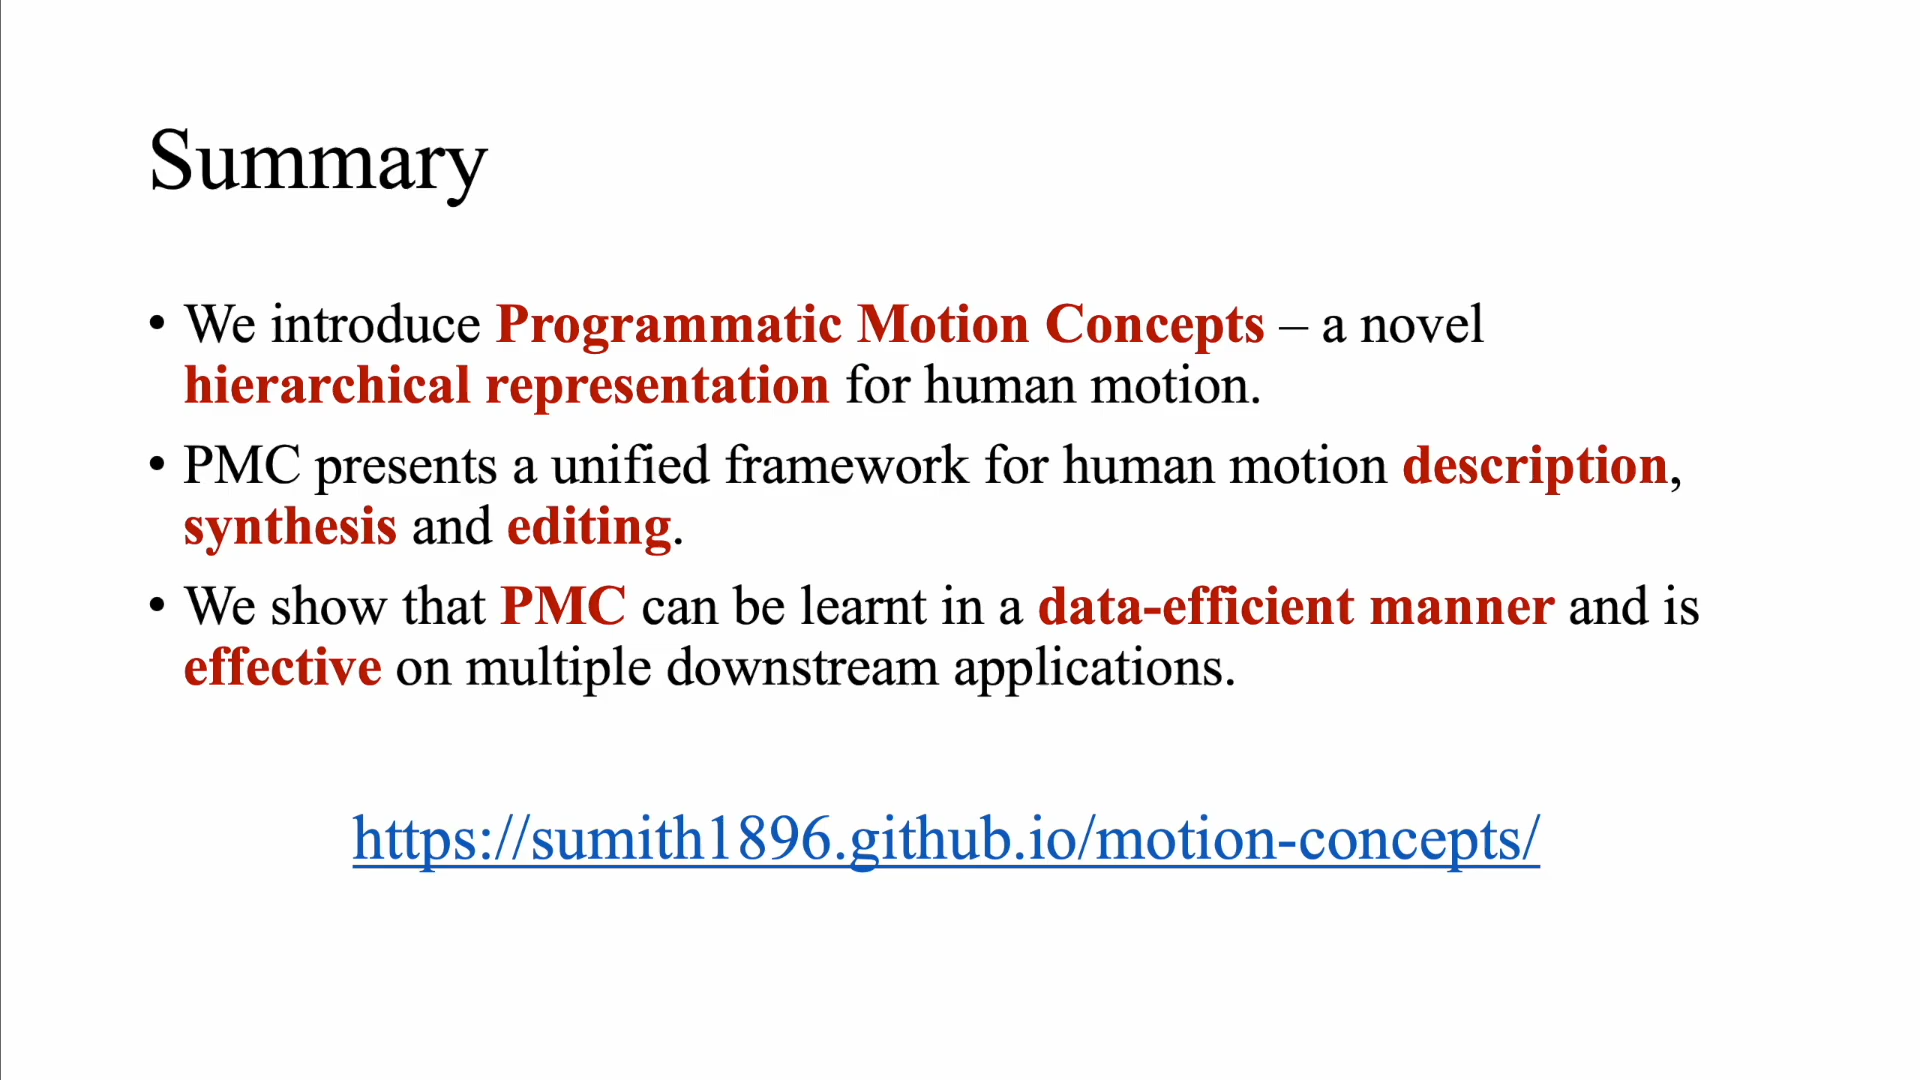 Summary
• We introduce Programmatic Motion Concepts – a novel
hierarchical representation for human motion.
• PMC presents a unified framework for human motion description,
synthesis and editing.
• We show that PMC can be learnt in a data-efficient manner and is
effective on multiple downstream applications.
https://sumith1896.github.io/motion-concepts/